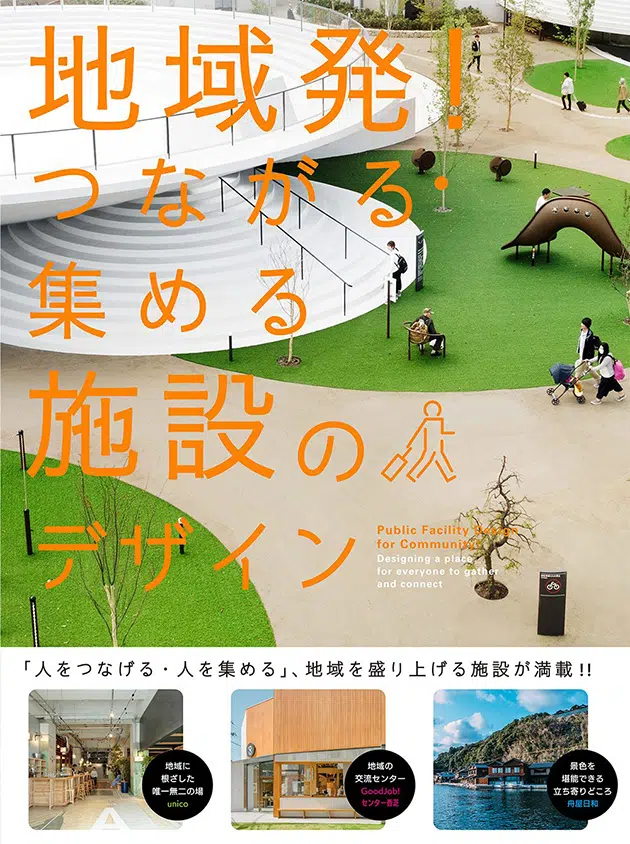 地域発！
つながる・
集める
施設の
デザイン
Public Facility Design
for Community
Designing a place
for everyone to gather
and connect
「人をつなげる・人を集める」、地域を盛り上げる施設が満載!!
地域に
根ざした
唯一無二の場
unico
地域の
交流センター
GoodJob!
センター香芝
景色を
堪能できる
立ち寄りどころ
舟屋日和